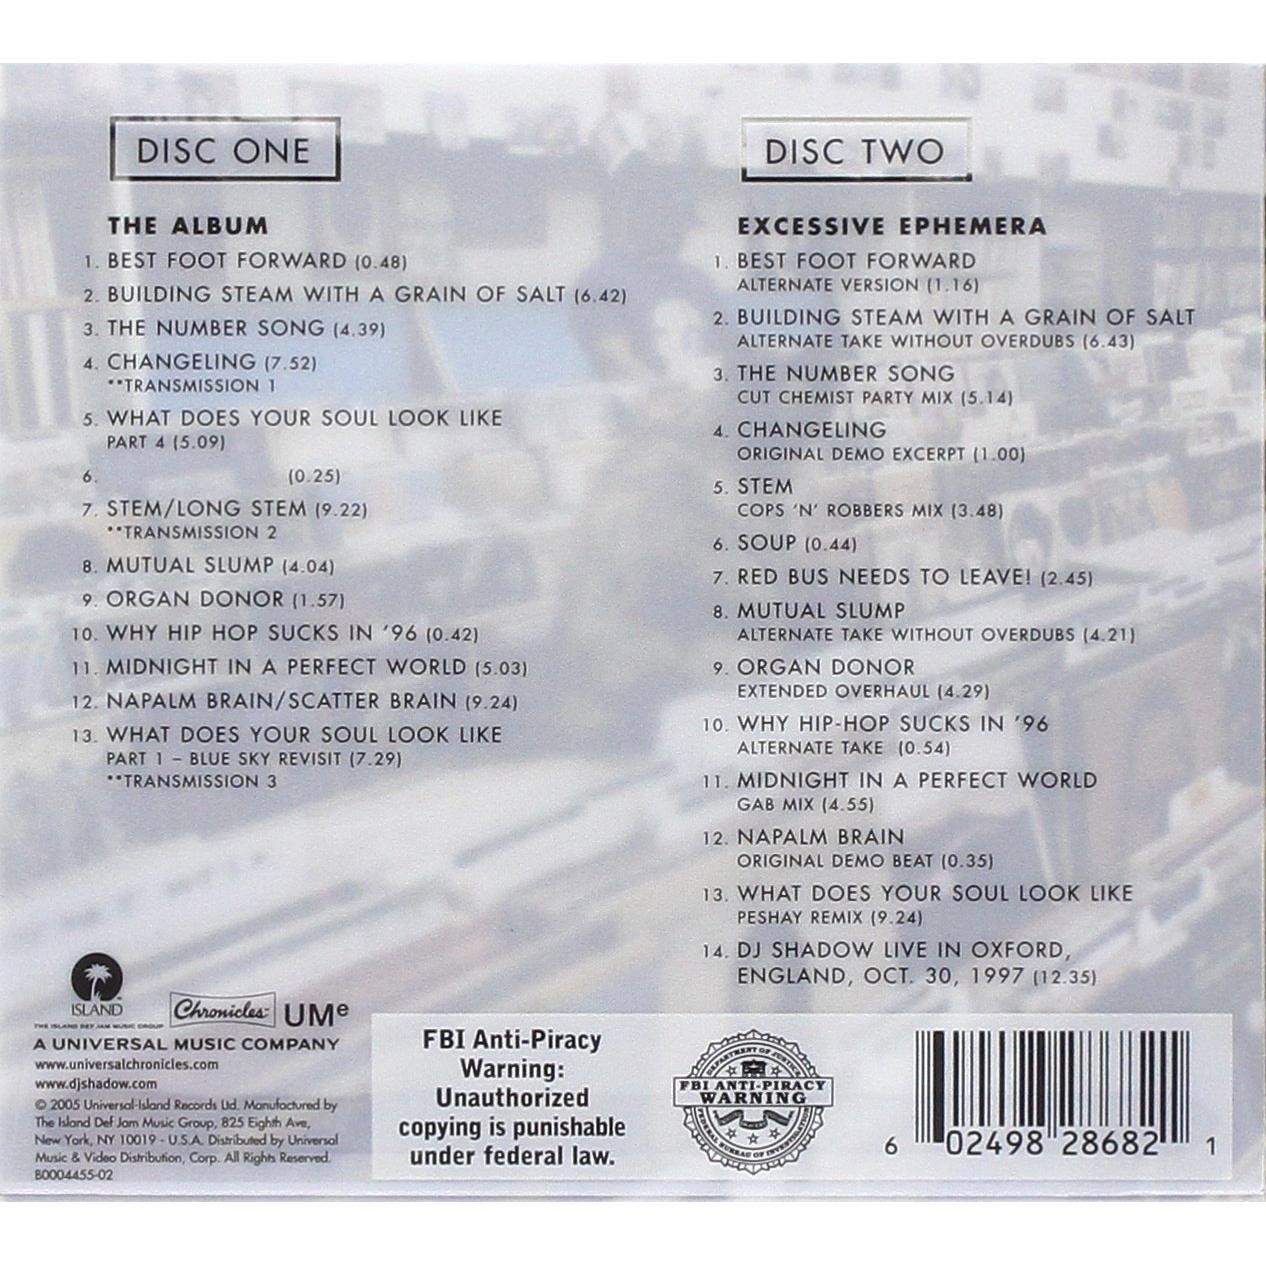 DISC ONE
THE ALBUM
1. BEST FOOT FORWARD (0.48)
2. BUILDING STEAM WITH A GRAIN OF SALT (6.42)
3. THE NUMBER SONG (4.39)
4. CHANGELING (7.52)
**TRANSMISSION 1
5. WHAT DOES YOUR SOUL LOOK LIKE
PART 4 (5.09)
6. (0.25)
7. STEM/LONG STEM (9.22)
**TRANSMISSION 2
8. MUTUAL SLUMP (4.04)
9. ORGAN DONOR (1.57)
10. WHY HIP HOP SUCKS IN '96 (0.42)
11. MIDNIGHT IN A PERFECT WORLD (5.03)
12. NAPALM BRAIN/SCATTER BRAIN (9.24)
13. WHAT DOES YOUR SOUL LOOK LIKE
PART 1 – BLUE SKY REVISIT (7.29)
**TRANSMISSION 3
DISC TWO
EXCESSIVE EPHEMERA
1. BEST FOOT FORWARD
ALTERNATE VERSION (1.16)
2. BUILDING STEAM WITH A GRAIN OF SALT
ALTERNATE TAKE WITHOUT OVERDUBS (6.43)
3. THE NUMBER SONG
CUT CHEMIST PARTY MIX (5.14)
4. CHANGELING
ORIGINAL DEMO EXCERPT (1.00)
5. STEM
COPS 'N' ROBBERS MIX (3.48)
6. SOUP (0.44)
7. RED BUS NEEDS TO LEAVE! (2.45)
8. MUTUAL SLUMP
ALTERNATE TAKE WITHOUT OVERDUBS (4.21)
9. ORGAN DONOR
EXTENDED OVERHAUL (4.29)
10. WHY HIP-HOP SUCKS IN '96
ALTERNATE TAKE (0.54)
11. MIDNIGHT IN A PERFECT WORLD
GAB MIX (4.55)
12. NAPALM BRAIN
ORIGINAL DEMO BEAT (0.35)
13. WHAT DOES YOUR SOUL LOOK LIKE
PESHAY REMIX (9.24)
14. DJ SHADOW LIVE IN OXFORD,
ENGLAND, OCT. 30, 1997 (12.35)
ISLAND
THE ISLAND DEF JAM MUSIC GROUP
Chronicles
UMe
A UNIVERSAL MUSIC COMPANY
www.universalchronicles.com
www.djshadow.com
© 2005 Universal-Island Records Ltd. Manufactured by
The Island Def Jam Music Group, 825 Eighth Ave,
New York, NY 10019 - U.S.A. Distributed by Universal
Music & Video Distribution, Corp. All Rights Reserved.
B0004455-02
FBI Anti-Piracy
Warning:
Unauthorized
copying is punishable
under federal law.
DEPARTMENT OF JUSTICE
FBI ANTI-PIRACY
WARNING
FEDERAL BUREAU OF INVESTIGATION
6 02498 28682 1